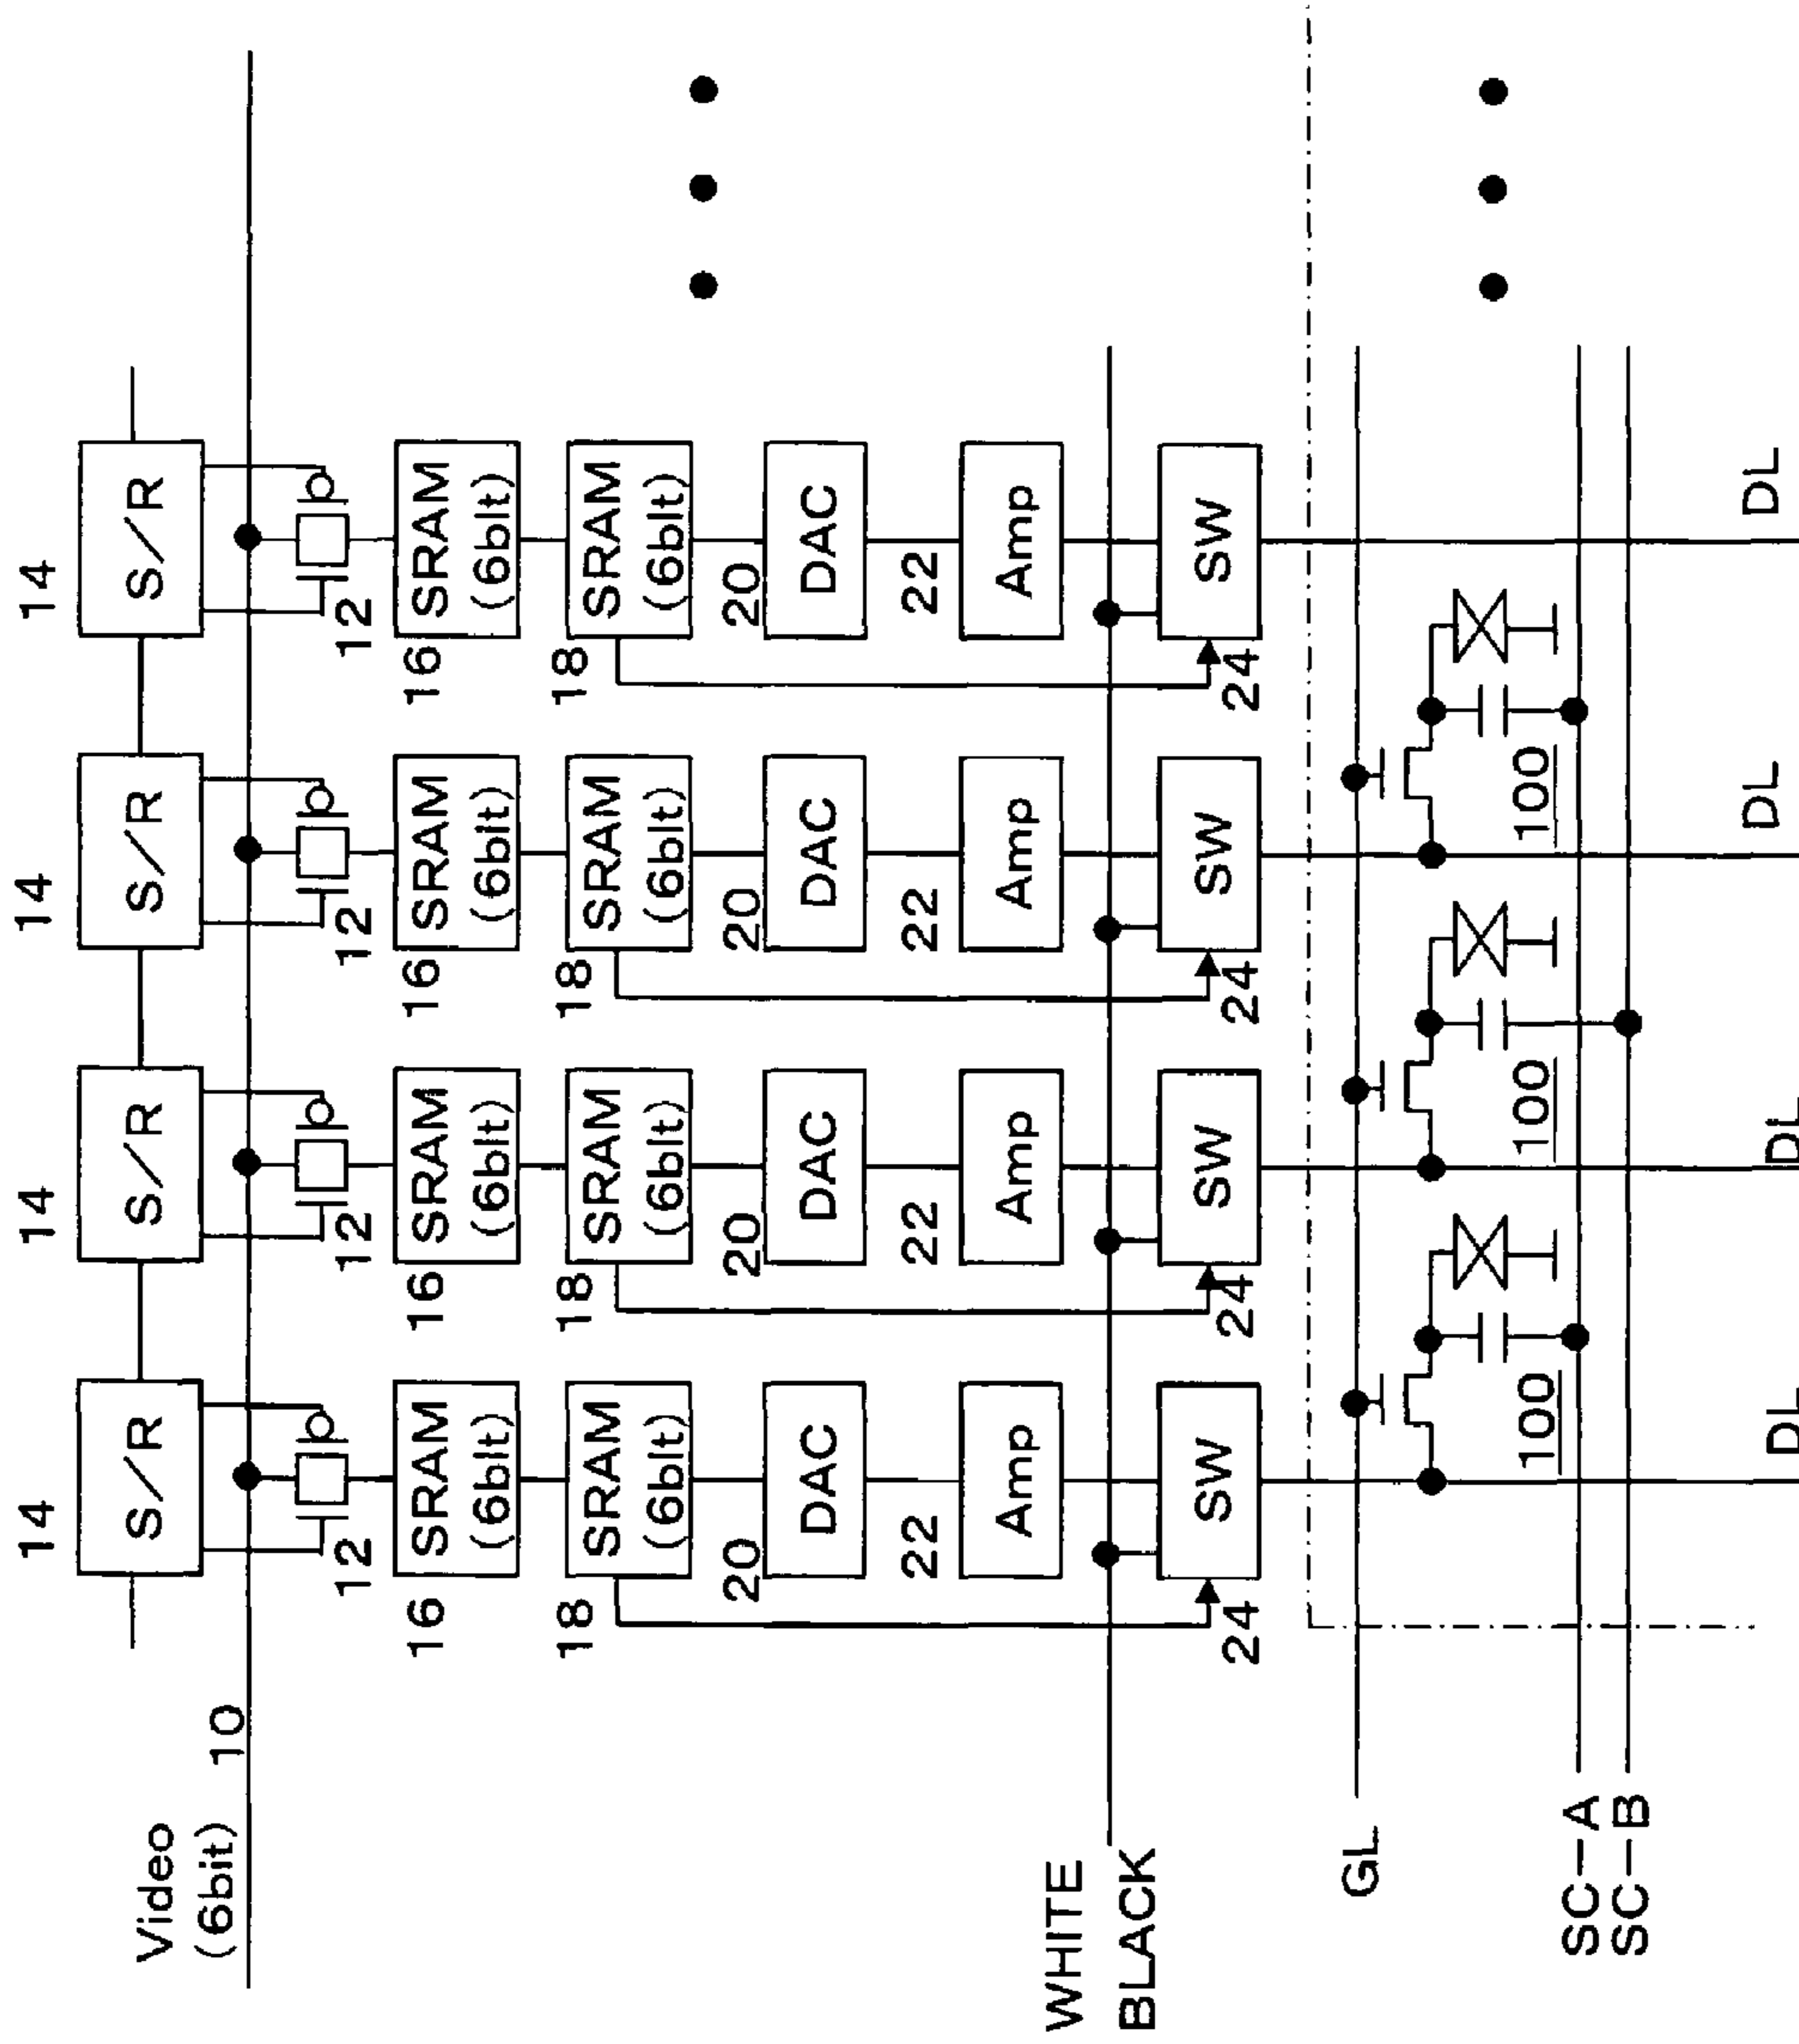 14
14
14
14
S/R
S/R
S/R
S/R
Video
(6bit)
10
12
12
12
12
16
SRAM
(6blt)
16
SRAM
(6blt)
16
SRAM
(6bit)
16
SRAM
(6blt)
18
SRAM
(6blt)
18
SRAM
(6blt)
18
SRAM
(6blt)
18
SRAM
(6blt)
20
DAC
20
DAC
20
DAC
20
DAC
22
Amp
22
Amp
22
Amp
22
Amp
WHITE
BLACK
24
SW
24
SW
24
SW
24
SW
GL
100
100
100
SC-A
SC-B
DL
DL
DL
DL